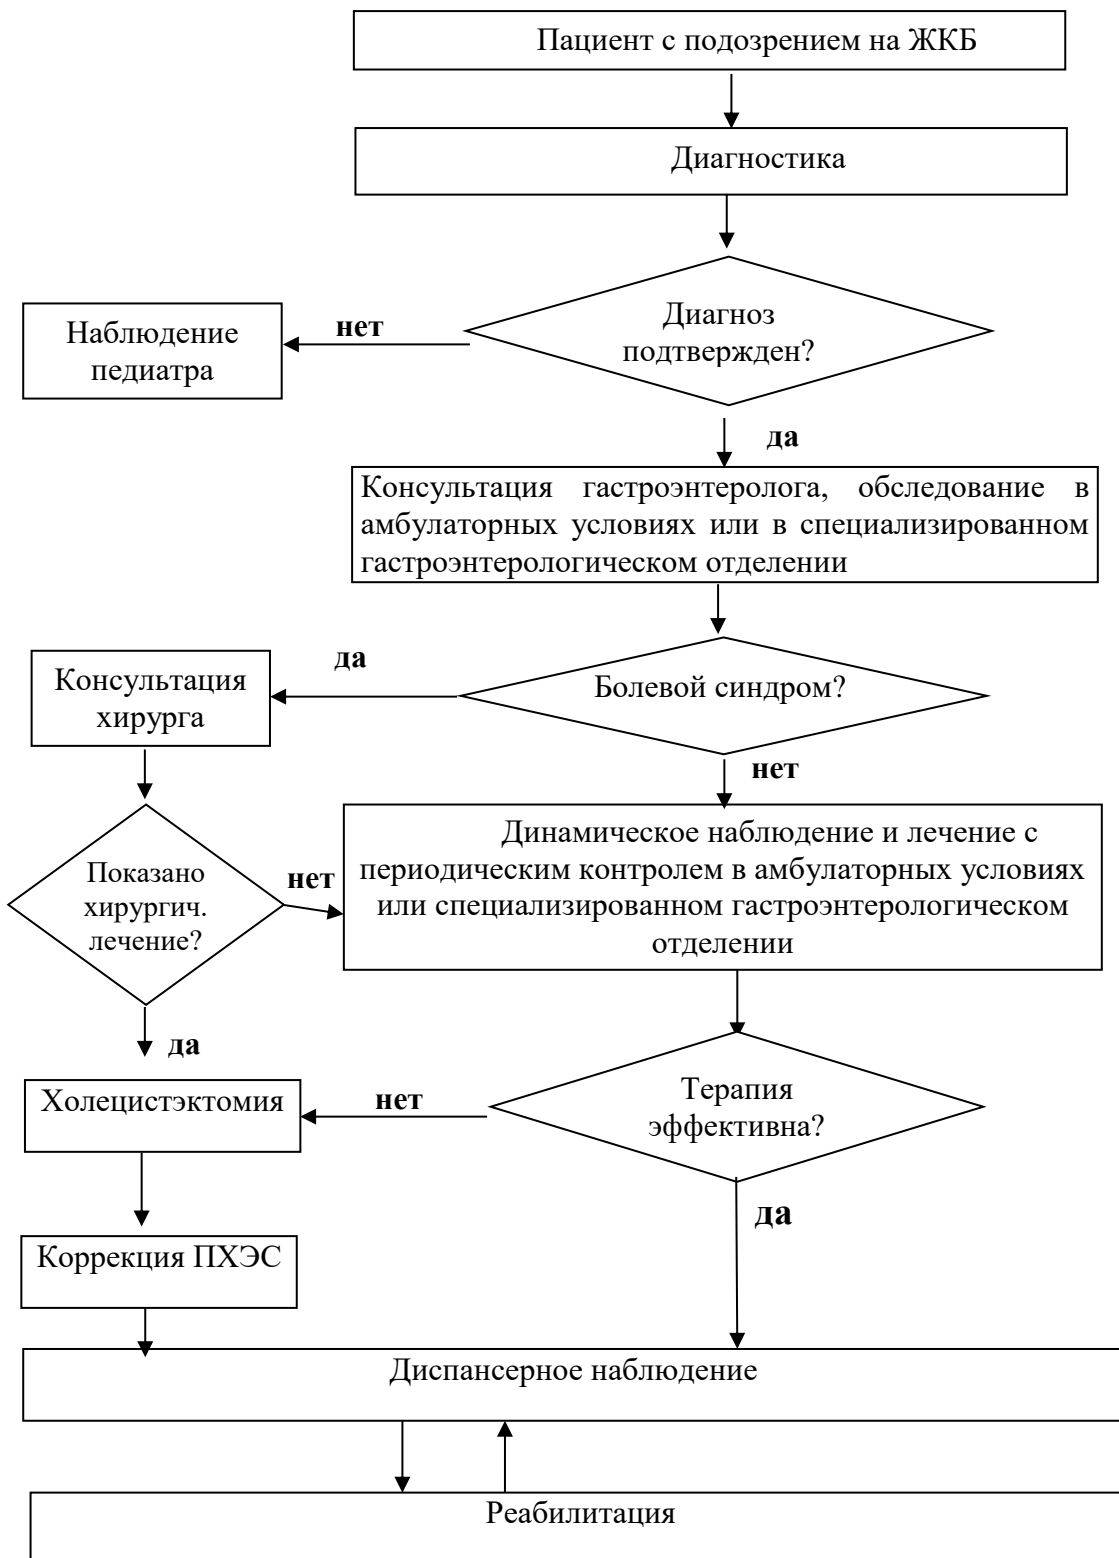 Пациент с подозрением на ЖКБ
Диагностика
Диагноз
подтвержден?
нет
Наблюдение
педиатра
да
Консультация гастроэнтеролога, обследование в
амбулаторных условиях или в специализированном
гастроэнтерологическом отделении
Болевой синдром?
да
Консультация
хирурга
нет
Динамическое наблюдение и лечение с
периодическим контролем в амбулаторных условиях
или специализированном гастроэнтерологическом
отделении
Показано
хирургич.
лечение?
нет
да
Терапия
эффективна?
нет
Холецистэктомия
да
Коррекция ПХЭС
Диспансерное наблюдение
Реабилитация